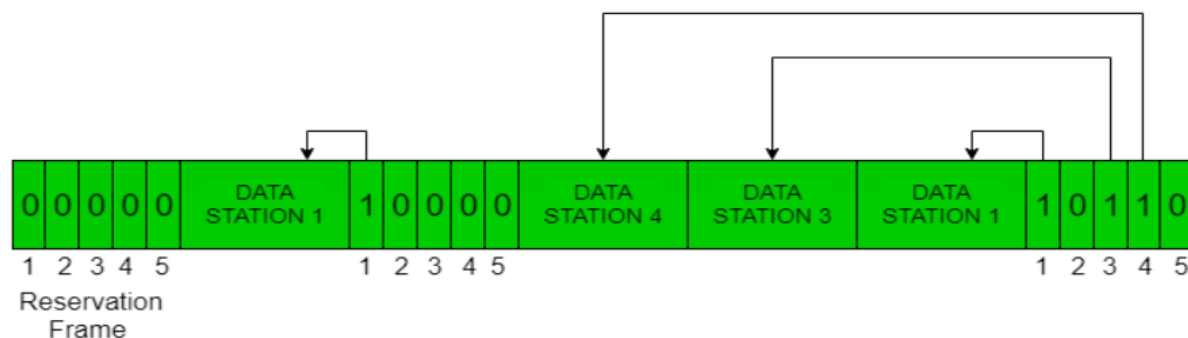 0 0 0 0 0 DATA STATION 1 1 0 0 0 0 DATA STATION 4 DATA STATION 3 DATA STATION 1 1 0 1 1 0
1 2 3 4 5 1 2 3 4 5 1 2 3 4 5
Reservation
Frame